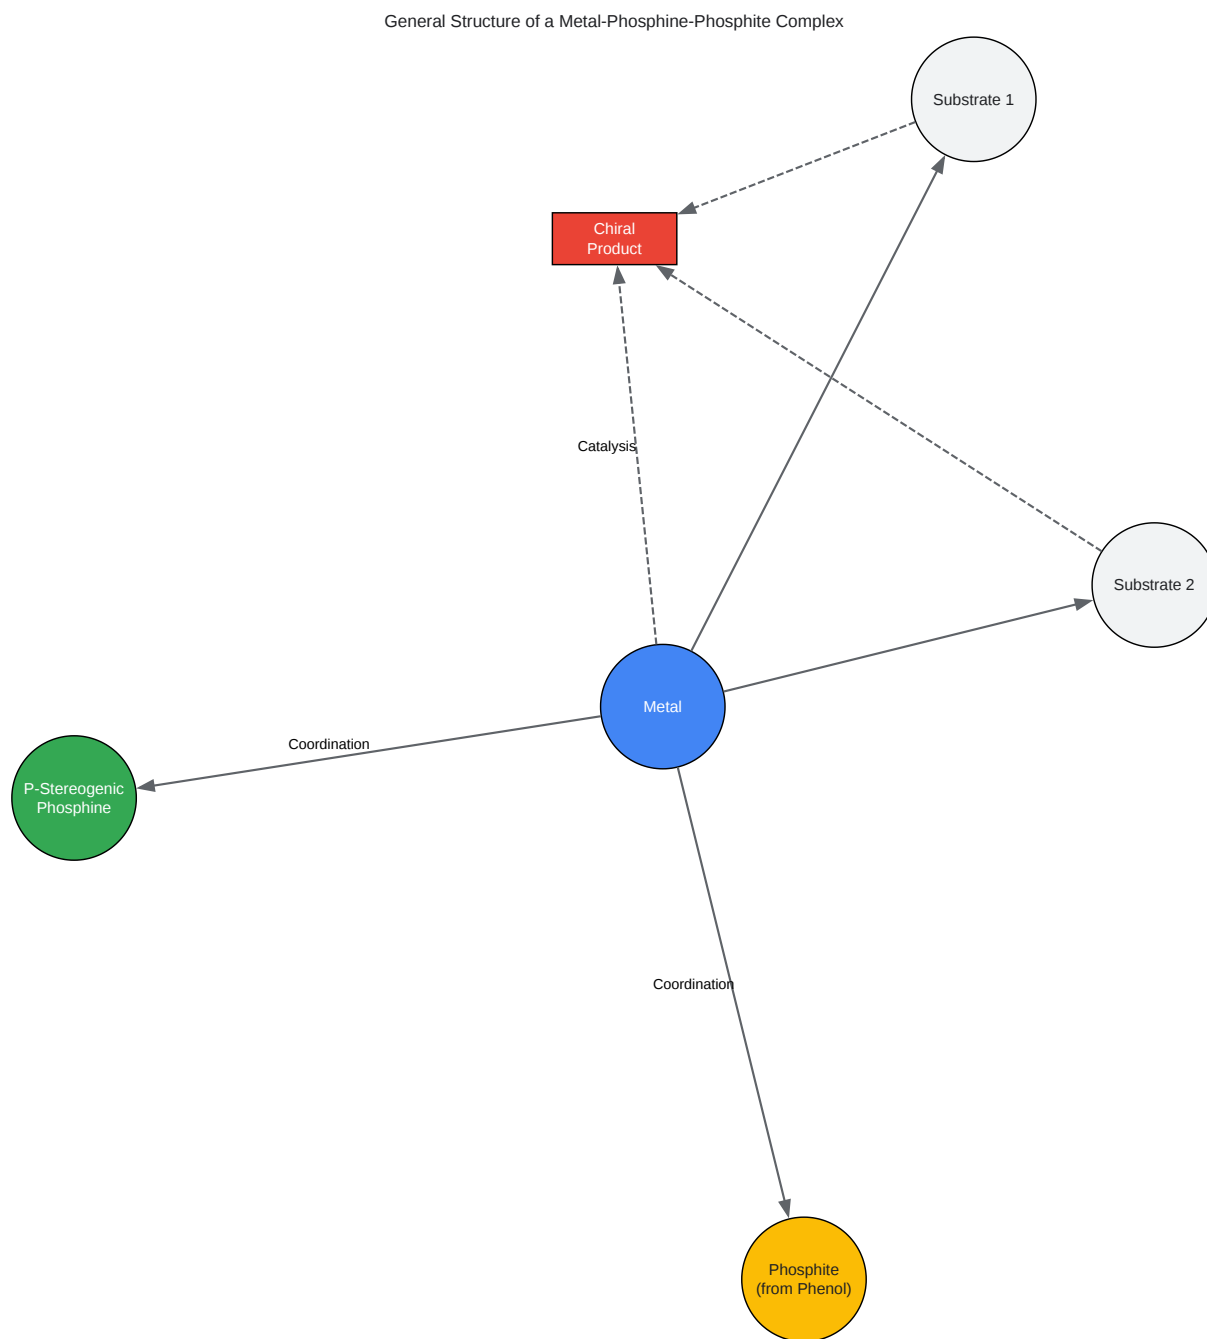 General Structure of a Metal-Phosphine-Phosphite Complex
Substrate 1
Chiral
Product
Catalysis
Substrate 2
Metal
Coordination
P-Stereogenic
Phosphine
Coordination
Phosphite
(from Phenol)